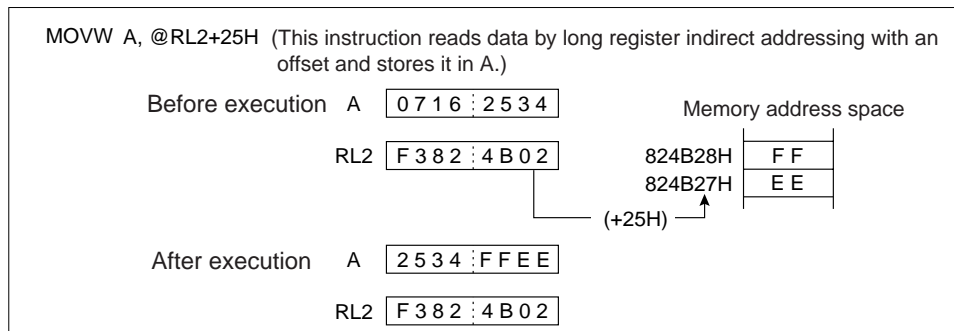 MOVW A, @RL2+25H (This instruction reads data by long register indirect addressing with an
offset and stores it in A.)
Before execution A 0716 2534
Memory address space
RL2 F382 4B02 824B28H FF
824B27H EE
(+25H)
After execution A 2534 FFEE
RL2 F382 4B02